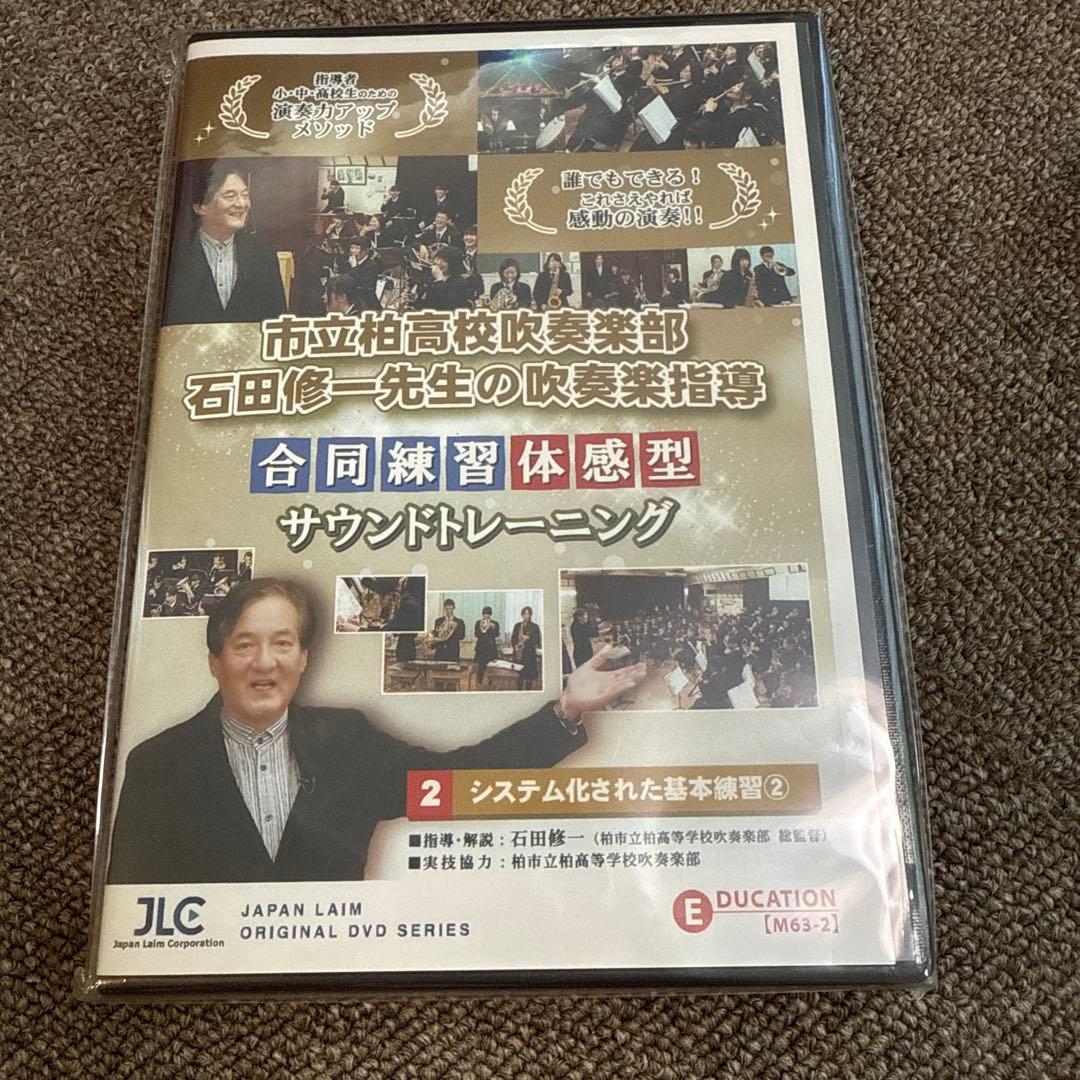 指導者
小・中・高校生のための
演奏力アップ
メソッド
誰でもできる！
これさえやれば
感動の演奏!!
市立柏高校吹奏楽部
石田修一先生の吹奏楽指導
合同練習体感型
サウンドトレーニング
2 システム化された基本練習②
■指導・解説：石田修一（柏市立柏高等学校吹奏楽部 総監督）
■実技協力：柏市立柏高等学校吹奏楽部
JLC
Japan Laim Corporation
JAPAN LAIM
ORIGINAL DVD SERIES
EDUCATION
【M63-2】